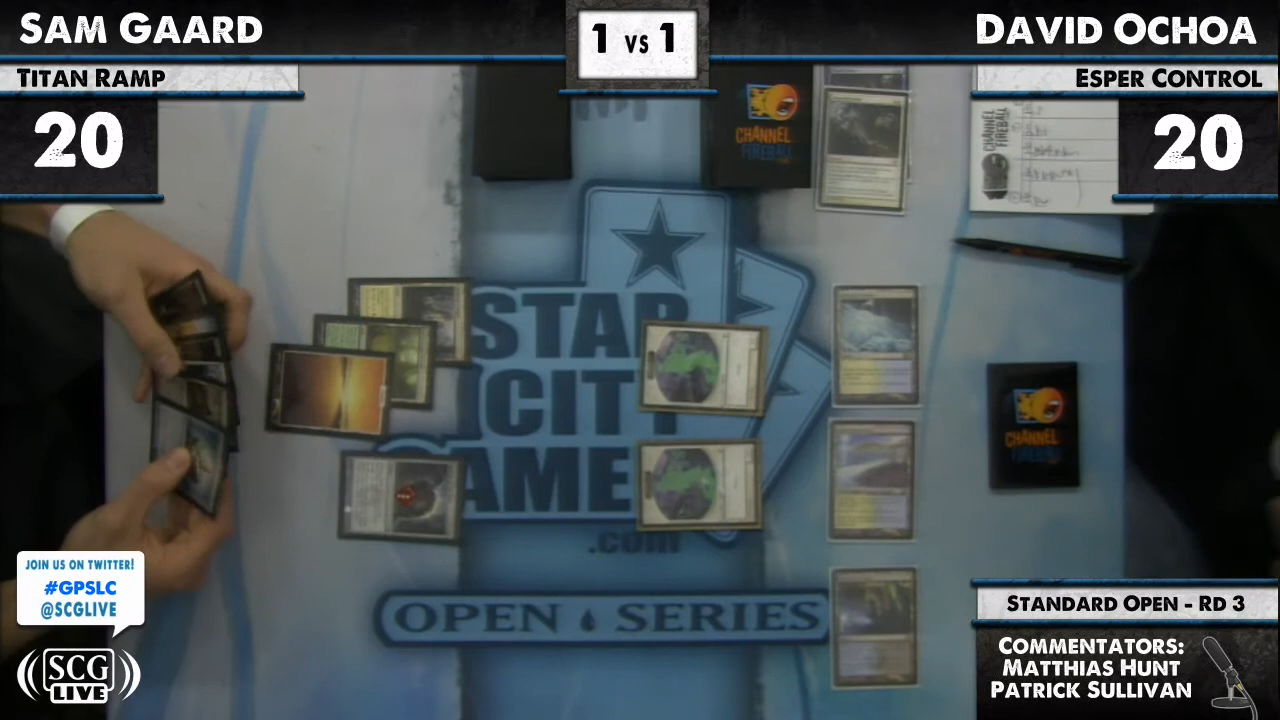 SAM GAARD
TITAN RAMP
20
1 VS 1
DAVID OCHOA
ESPER CONTROL
20
CHANNEL
FIREBALL
CHANNEL
FIREBALL
CHANNEL
FIREBALL
STAR
CITY
GAMES
.com
OPEN SERIES
JOIN US ON TWITTER!
#GPSLC
@SCGLIVE
SCG
LIVE
STANDARD OPEN - RD 3
COMMENTATORS:
MATTHIAS HUNT
PATRICK SULLIVAN